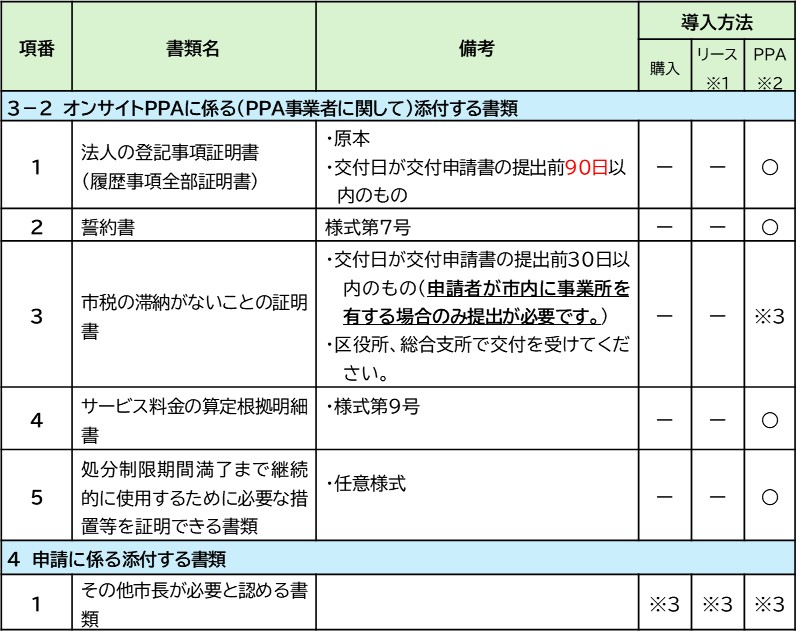 項番 書類名 備考 導入方法
購入 リース※1 PPA※2
3-2 オンサイトPPAに係る(PPA事業者に関して)添付する書類
1 法人の登記事項証明書 ・原本 － － ○
(履歴事項全部証明書) ・交付日が交付申請書の提出前90日以
内のもの
2 誓約書 様式第7号 － － ○
3 市税の滞納がないことの証明 ・交付日が交付申請書の提出前30日以 － － ※3
書 内のもの(申請者が市内に事業所を
有する場合のみ提出が必要です。)
・区役所、総合支所で交付を受けてくだ
さい。
4 サービス料金の算定根拠明細 ・様式第9号 － － ○
書
5 処分制限期間満了まで継続 ・任意様式 － － ○
的に使用するために必要な措
置等を証明できる書類
4 申請に係る添付する書類
1 その他市長が必要と認める書 ※3 ※3 ※3
類